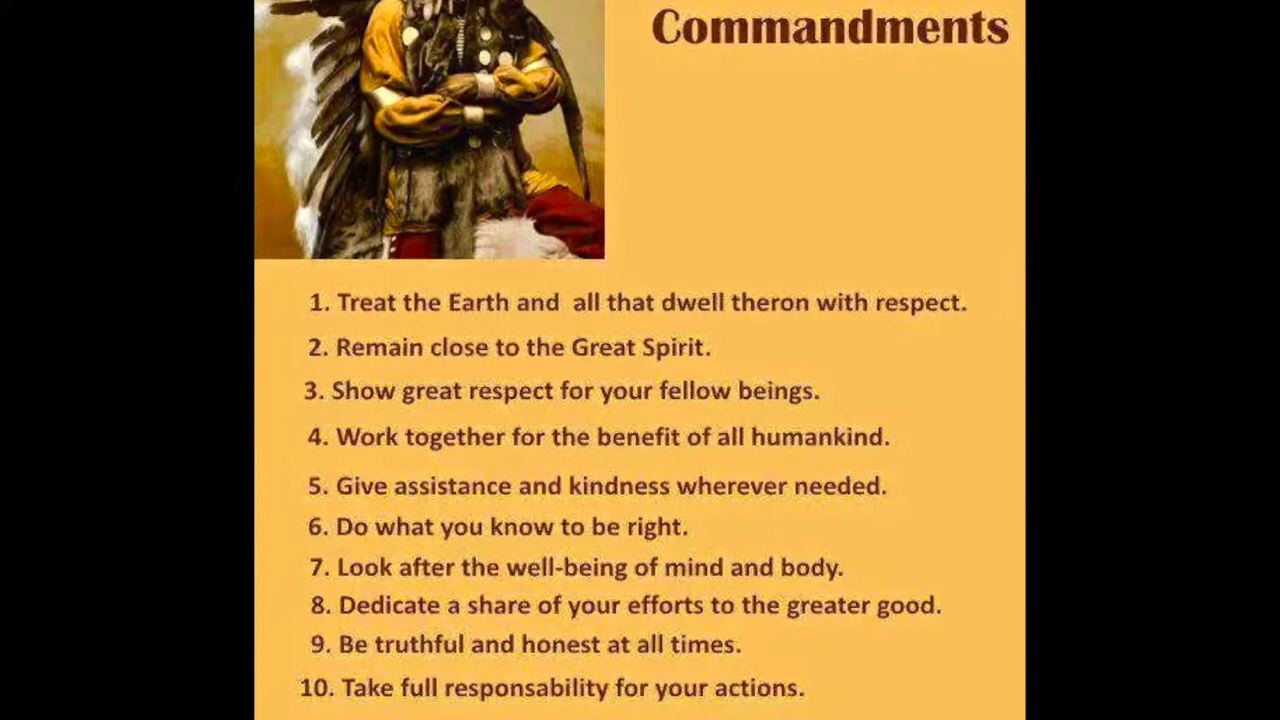 Commandments
1. Treat the Earth and all that dwell theron with respect.
2. Remain close to the Great Spirit.
3. Show great respect for your fellow beings.
4. Work together for the benefit of all humankind.
5. Give assistance and kindness wherever needed.
6. Do what you know to be right.
7. Look after the well-being of mind and body.
8. Dedicate a share of your efforts to the greater good.
9. Be truthful and honest at all times.
10. Take full responsability for your actions.